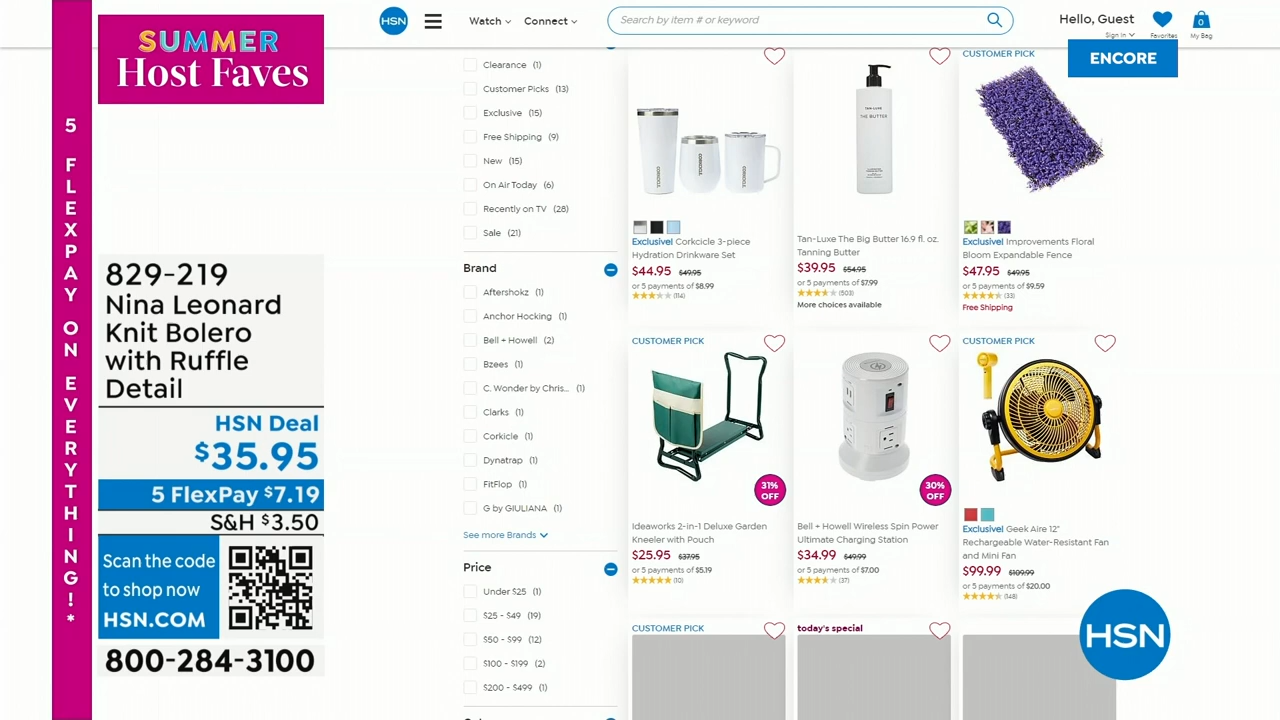 SUMMER
Host Faves
5 FLEXPAY ON EVERYTHING!*
829-219
Nina Leonard
Knit Bolero
with Ruffle
Detail
HSN Deal
$35.95
5 FlexPay $7.19
S&H $3.50
Scan the code
to shop now
HSN.COM
800-284-3100
HSN
Watch
Connect
Search by item # or keyword
Hello, Guest
Sign In
Favorites
0
My Bag
ENCORE
Clearance (1)
Customer Picks (13)
Exclusive (15)
Free Shipping (9)
New (15)
On Air Today (6)
Recently on TV (28)
Sale (21)
Brand
Aftershokz (1)
Anchor Hocking (1)
Bell + Howell (2)
Bzees (1)
C. Wonder by Chris... (1)
Clarks (1)
Corkcicle (1)
Dynatrap (1)
FitFlop (1)
G by GIULIANA (1)
See more Brands
Price
Under $25 (1)
$25 - $49 (19)
$50 - $99 (12)
$100 - $199 (2)
$200 - $499 (1)
CORKCICLE.
CORKCICLE.
CORKCICLE.
Exclusive! Corkcicle 3-piece
Hydration Drinkware Set
$44.95 $49.95
or 5 payments of $8.99
(114)
TAN-LUXE
THE BUTTER
Tan-Luxe The Big Butter 16.9 fl. oz.
Tanning Butter
$39.95 $54.95
or 5 payments of $7.99
(503)
More choices available
CUSTOMER PICK
Exclusive! Improvements Floral
Bloom Expandable Fence
$47.95 $49.95
or 5 payments of $9.59
(33)
Free Shipping
CUSTOMER PICK
31%
OFF
Ideaworks 2-in-1 Deluxe Garden
Kneeler with Pouch
$25.95 $37.95
or 5 payments of $5.19
(10)
30%
OFF
Bell + Howell Wireless Spin Power
Ultimate Charging Station
$34.99 $49.99
or 5 payments of $7.00
(37)
CUSTOMER PICK
Exclusive! Geek Aire 12"
Rechargeable Water-Resistant Fan
and Mini Fan
$99.99 $109.99
or 5 payments of $20.00
(148)
CUSTOMER PICK
today's special
HSN